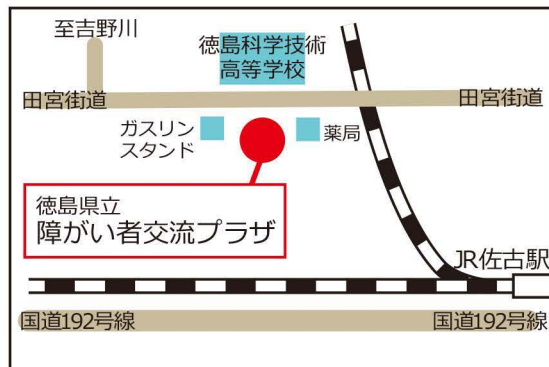 至吉野川
徳島科学技術
高等学校
田宮街道
田宮街道
ガスリン
スタンド
薬局
徳島県立
障がい者交流プラザ
JR佐古駅
国道192号線
国道192号線